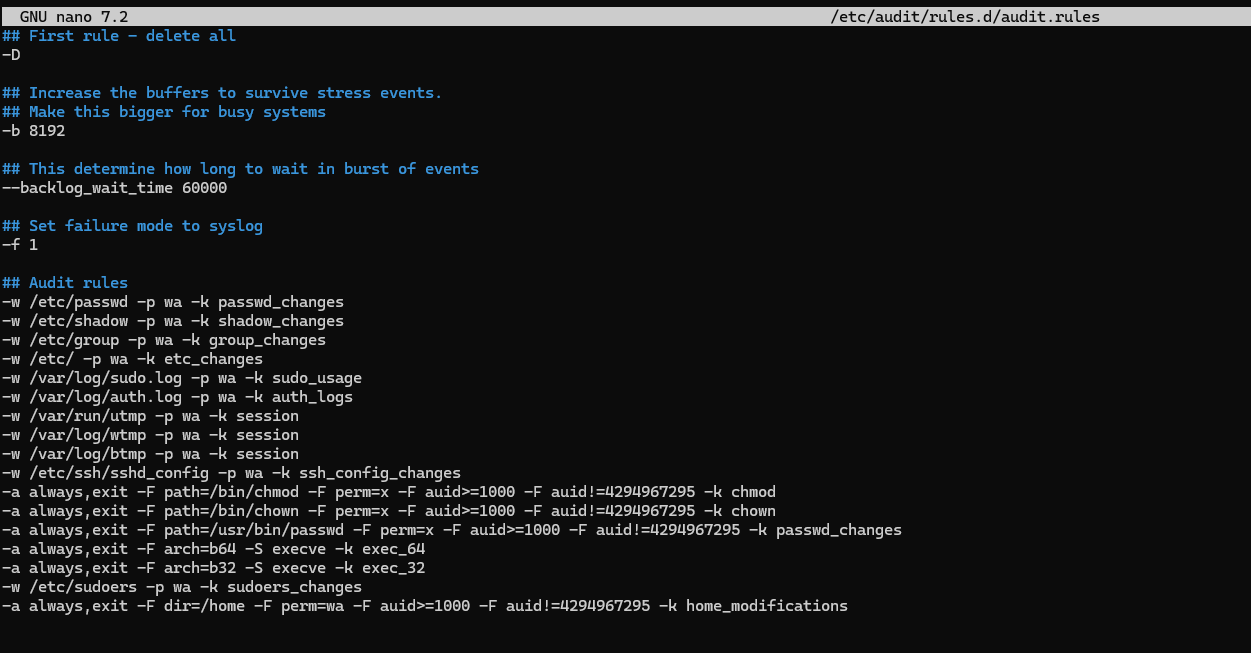 GNU nano 7.2 /etc/audit/rules.d/audit.rules
## First rule - delete all
-D
## Increase the buffers to survive stress events.
## Make this bigger for busy systems
-b 8192
## This determine how long to wait in burst of events
--backlog_wait_time 60000
## Set failure mode to syslog
-f 1
## Audit rules
-w /etc/passwd -p wa -k passwd_changes
-w /etc/shadow -p wa -k shadow_changes
-w /etc/group -p wa -k group_changes
-w /etc/ -p wa -k etc_changes
-w /var/log/sudo.log -p wa -k sudo_usage
-w /var/log/auth.log -p wa -k auth_logs
-w /var/run/utmp -p wa -k session
-w /var/log/wtmp -p wa -k session
-w /var/log/btmp -p wa -k session
-w /etc/ssh/sshd_config -p wa -k ssh_config_changes
-a always,exit -F path=/bin/chmod -F perm=x -F auid>=1000 -F auid!=4294967295 -k chmod
-a always,exit -F path=/bin/chown -F perm=x -F auid>=1000 -F auid!=4294967295 -k chown
-a always,exit -F path=/usr/bin/passwd -F perm=x -F auid>=1000 -F auid!=4294967295 -k passwd_changes
-a always,exit -F arch=b64 -S execve -k exec_64
-a always,exit -F arch=b32 -S execve -k exec_32
-w /etc/sudoers -p wa -k sudoers_changes
-a always,exit -F dir=/home -F perm=wa -F auid>=1000 -F auid!=4294967295 -k home_modifications